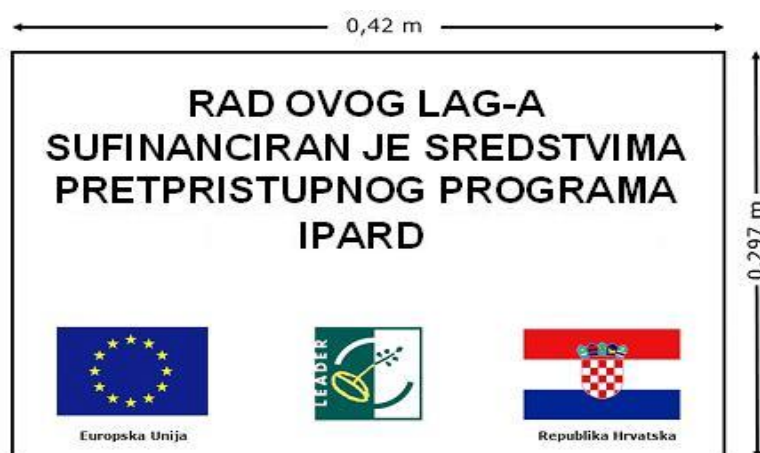 0,42 m
RAD OVOG LAG-A
SUFINANCIRAN JE SREDSTVIMA
PRETPRISTUPNOG PROGRAMA
IPARD
0,297 m
LEADER
Europska Unija
Republika Hrvatska